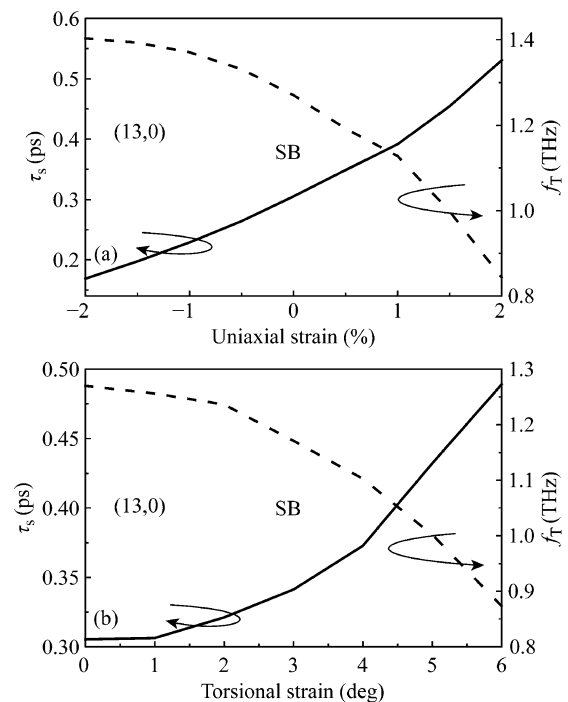 0.6
0.5
0.4
0.3
0.2
τs (ps)
1.4
1.2
1.0
0.8
fT (THz)
(13,0)
SB
(a)
−2 −1 0 1 2
Uniaxial strain (%)
0.50
0.45
0.40
0.35
0.30
τs (ps)
1.3
1.2
1.1
1.0
0.9
0.8
fT (THz)
(13,0)
SB
(b)
0 1 2 3 4 5 6
Torsional strain (deg)